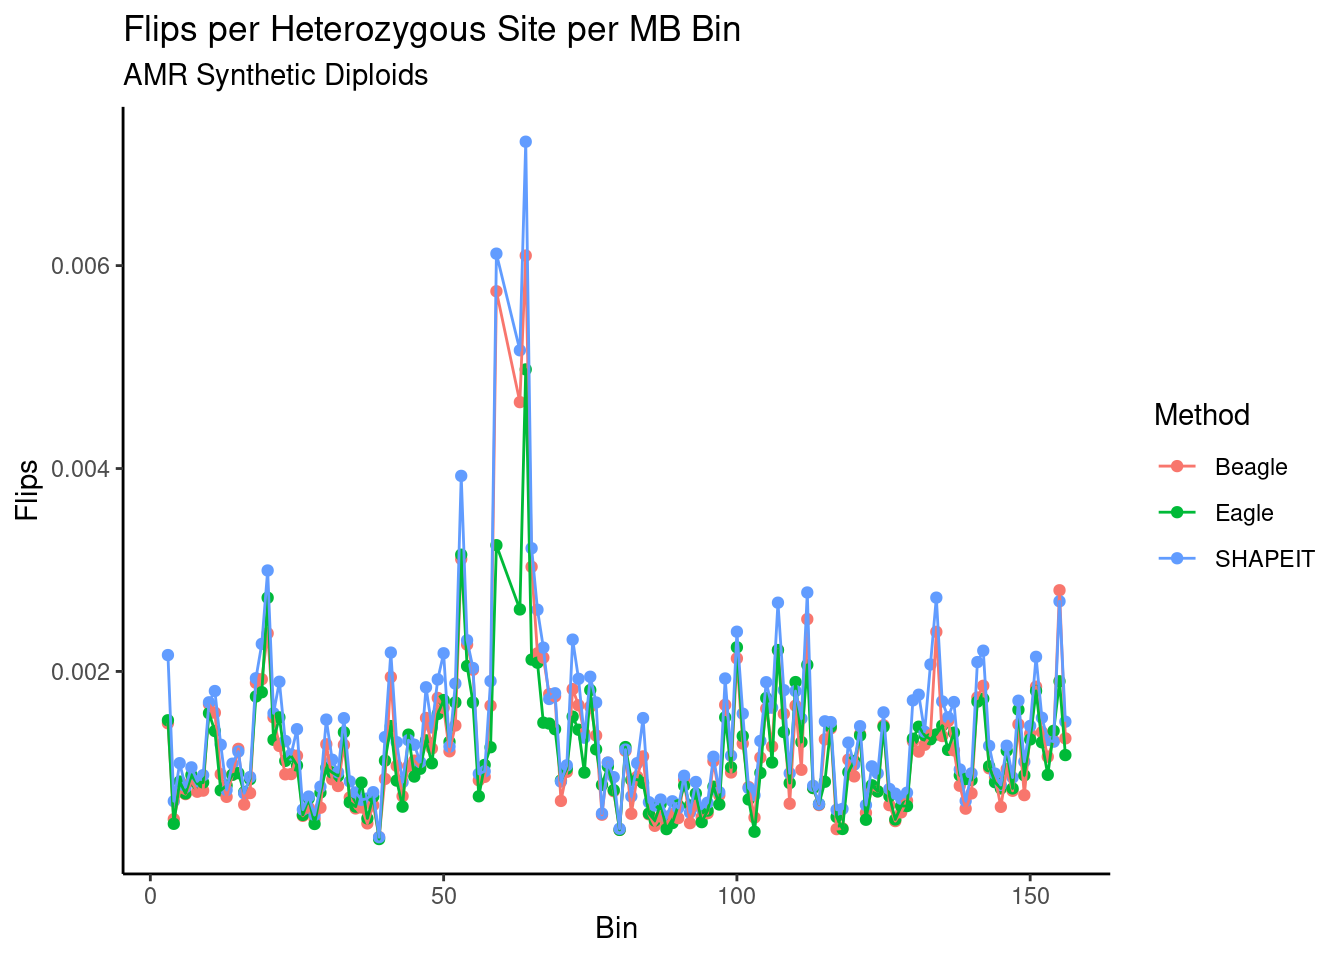 Flips per Heterozygous Site per MB Bin
AMR Synthetic Diploids
Flips
0.006
0.004
0.002
0
50
100
150
Bin
Method
Beagle
Eagle
SHAPEIT